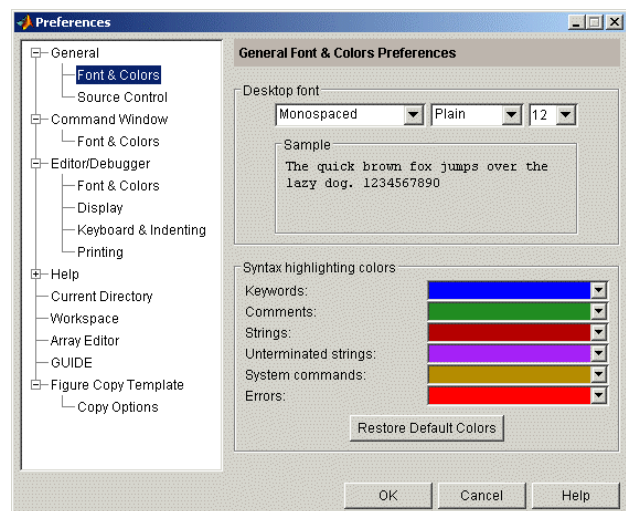 Preferences
General
Font & Colors
Source Control
Command Window
Font & Colors
Editor/Debugger
Font & Colors
Display
Keyboard & Indenting
Printing
Help
Current Directory
Workspace
Array Editor
GUIDE
Figure Copy Template
Copy Options
General Font & Colors Preferences
Desktop font
Monospaced Plain 12
Sample
The quick brown fox jumps over the
lazy dog. 1234567890
Syntax highlighting colors
Keywords:
Comments:
Strings:
Unterminated strings:
System commands:
Errors:
Restore Default Colors
OK Cancel Help